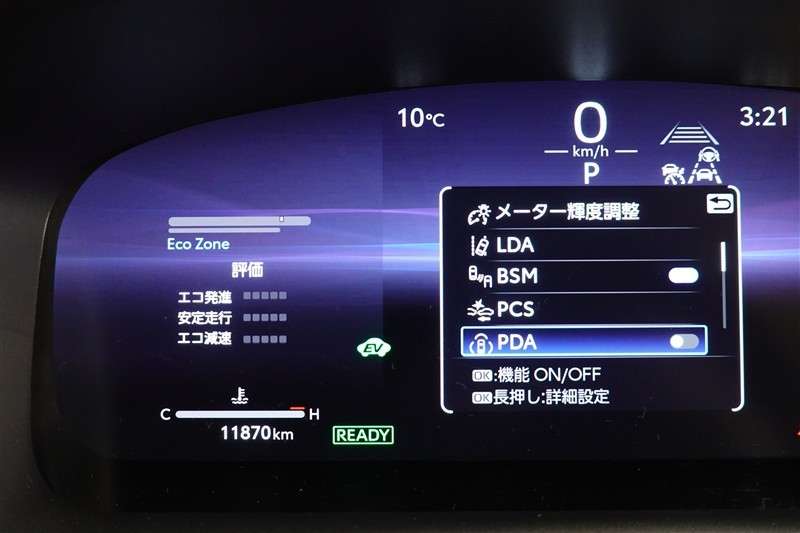 10℃
0
km/h
P
3:21
Eco Zone
評価
エコ発進
安定走行
エコ減速
EV
C H
11870 km
READY
メーター輝度調整
LDA
BSM
PCS
PDA
OK:機能 ON/OFF
OK長押し:詳細設定